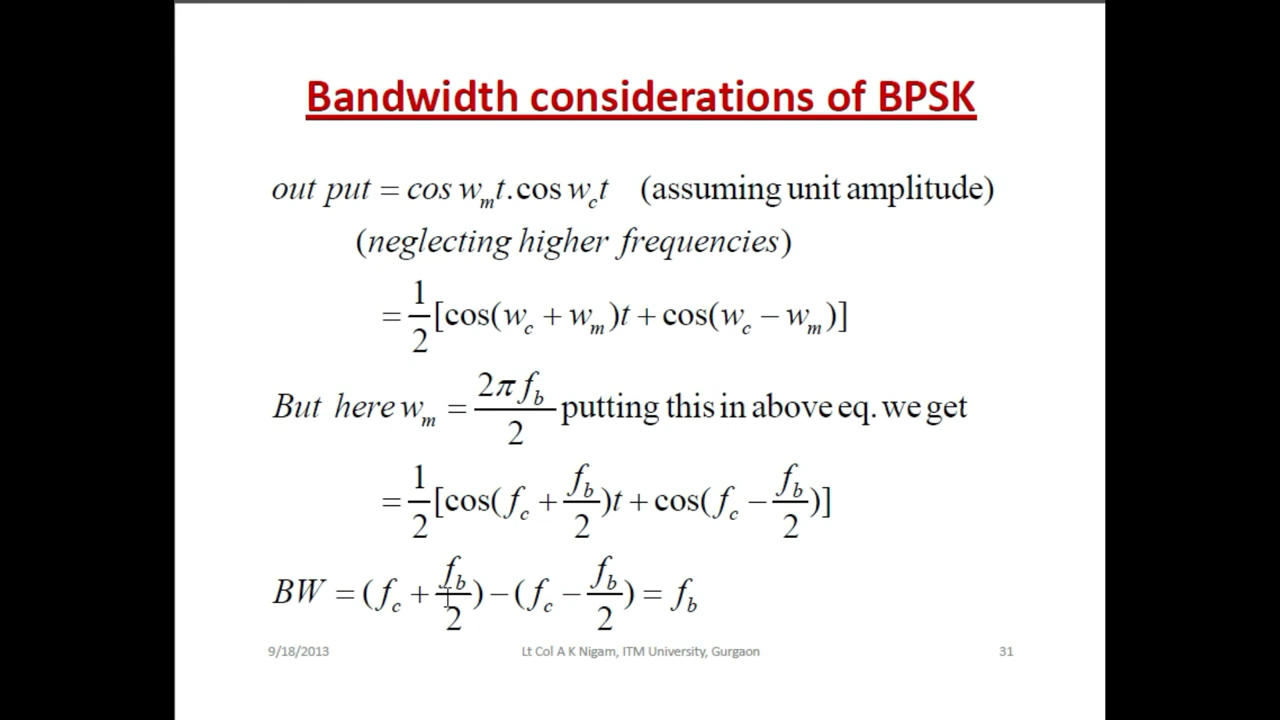 Bandwidth considerations of BPSK
out put = cos w_m t.cos w_c t (assuming unit amplitude)
(neglecting higher frequencies)
= 1/2 [cos(w_c + w_m)t + cos(w_c − w_m)]
But here w_m = 2π f_b / 2 putting this in above eq. we get
= 1/2 [cos(f_c + f_b/2)t + cos(f_c − f_b/2)]
BW = (f_c + f_b/2) − (f_c − f_b/2) = f_b
9/18/2013 Lt Col A K Nigam, ITM University, Gurgaon 31